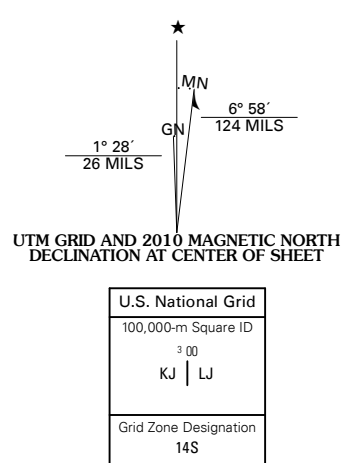 ★
MN
GN
6° 58´
124 MILS
1° 28´
26 MILS
UTM GRID AND 2010 MAGNETIC NORTH
DECLINATION AT CENTER OF SHEET
U.S. National Grid
100,000-m Square ID
3 00
KJ LJ
Grid Zone Designation
14S